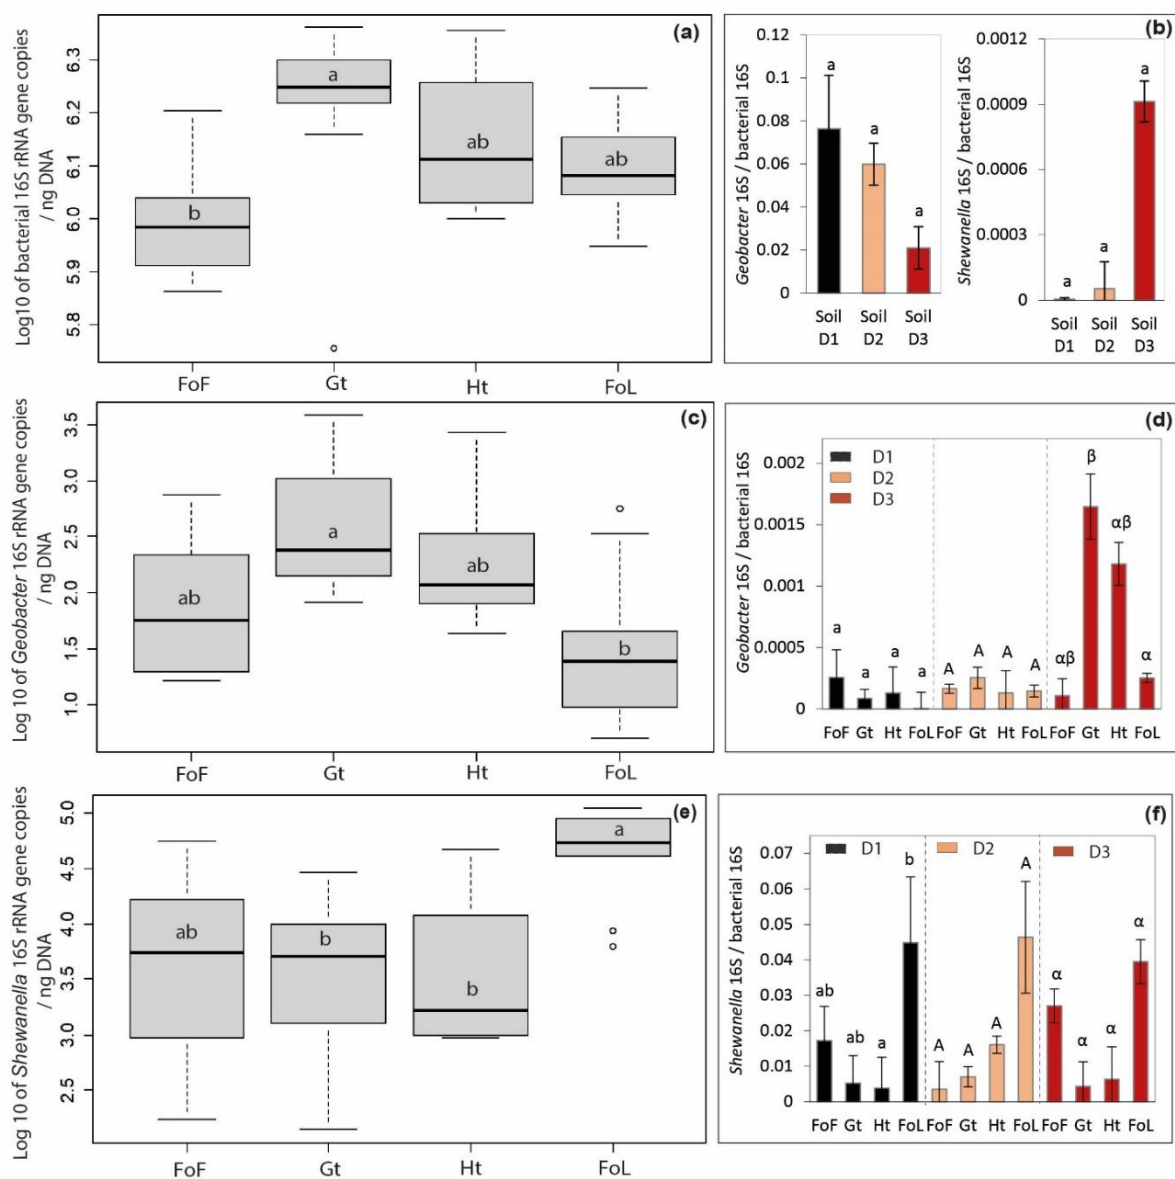 (a)
Log10 of bacterial 16S rRNA gene copies
/ ng DNA
6.3
6.2
6.1
6.0
5.9
5.8
b
a
ab
ab
FoF Gt Ht FoL
(b)
Geobacter 16S / bacterial 16S
0.12
0.1
0.08
0.06
0.04
0.02
0
a
a
a
Soil Soil Soil
D1 D2 D3
Shewanella 16S / bacterial 16S
0.0012
0.0009
0.0006
0.0003
0
a
a
a
Soil Soil Soil
D1 D2 D3
(c)
Log 10 of Geobacter 16S rRNA gene copies
/ ng DNA
3.5
3.0
2.5
2.0
1.5
1.0
ab
a
ab
b
FoF Gt Ht FoL
(d)
Geobacter 16S / bacterial 16S
0.002
0.0015
0.001
0.0005
0
D1
D2
D3
a a a a A A A A αβ β αβ α
FoF Gt Ht FoL FoF Gt Ht FoL FoF Gt Ht FoL
(e)
Log 10 of Shewanella 16S rRNA gene copies
/ ng DNA
5.0
4.5
4.0
3.5
3.0
2.5
ab
b
b
a
FoF Gt Ht FoL
(f)
Shewanella 16S / bacterial 16S
0.07
0.06
0.05
0.04
0.03
0.02
0.01
0
D1 D2 D3
ab ab a b A A A A α α α α
FoF Gt Ht FoL FoF Gt Ht FoL FoF Gt Ht FoL